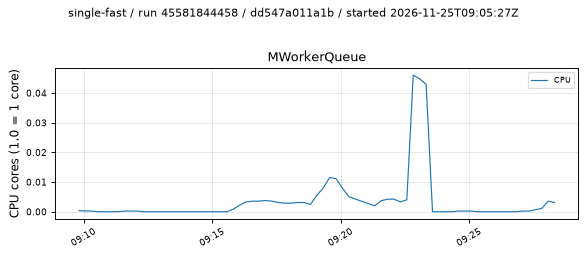 single-fast / run 45581844458 / dd547a011a1b / started 2026-11-25T09:05:27Z
MWorkerQueue
CPU
CPU cores (1.0 = 1 core)
0.04
0.03
0.02
0.01
0.00
09:10
09:15
09:20
09:25